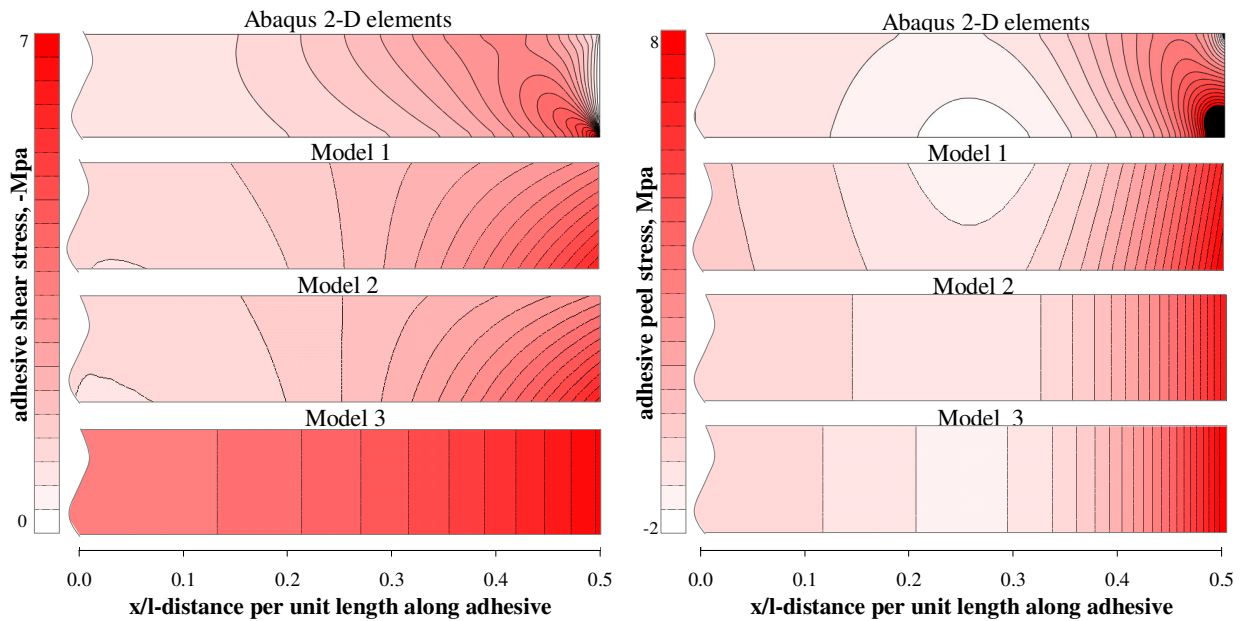 Abaqus 2-D elements
7
Model 1
Model 2
Model 3
0
adhesive shear stress, -Mpa
0.0 0.1 0.2 0.3 0.4 0.5
x/l-distance per unit length along adhesive
Abaqus 2-D elements
8
Model 1
Model 2
Model 3
-2
adhesive peel stress, Mpa
0.0 0.1 0.2 0.3 0.4 0.5
x/l-distance per unit length along adhesive